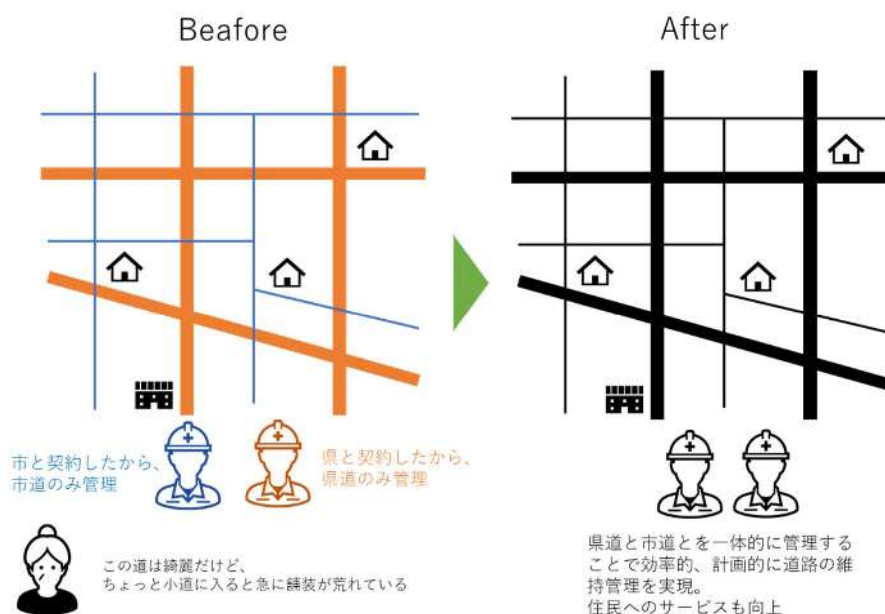 Beafore
After
市と契約したから、
市道のみ管理
県と契約したから、
県道のみ管理
この道は綺麗だけど、
ちょっと小道に入ると急に舗装が荒れている
県道と市道とを一体的に管理する
ことで効率的、計画的に道路の維
持管理を実現。
住民へのサービスも向上